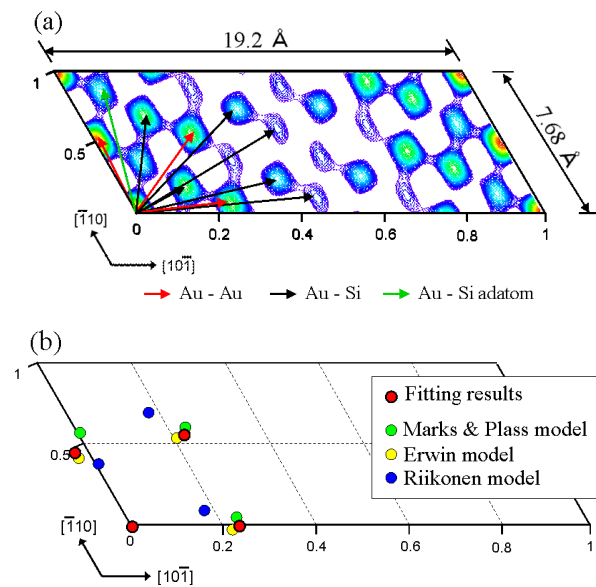 (a)
19.2 Å
7.68 Å
1
0.5
0
0.2
0.4
0.6
0.8
1
[1̅10]
[101̅]
Au - Au
Au - Si
Au - Si adatom
(b)
1
0.5
0
0.2
0.4
0.6
0.8
1
[1̅10]
[101̅]
Fitting results
Marks & Plass model
Erwin model
Riikonen model